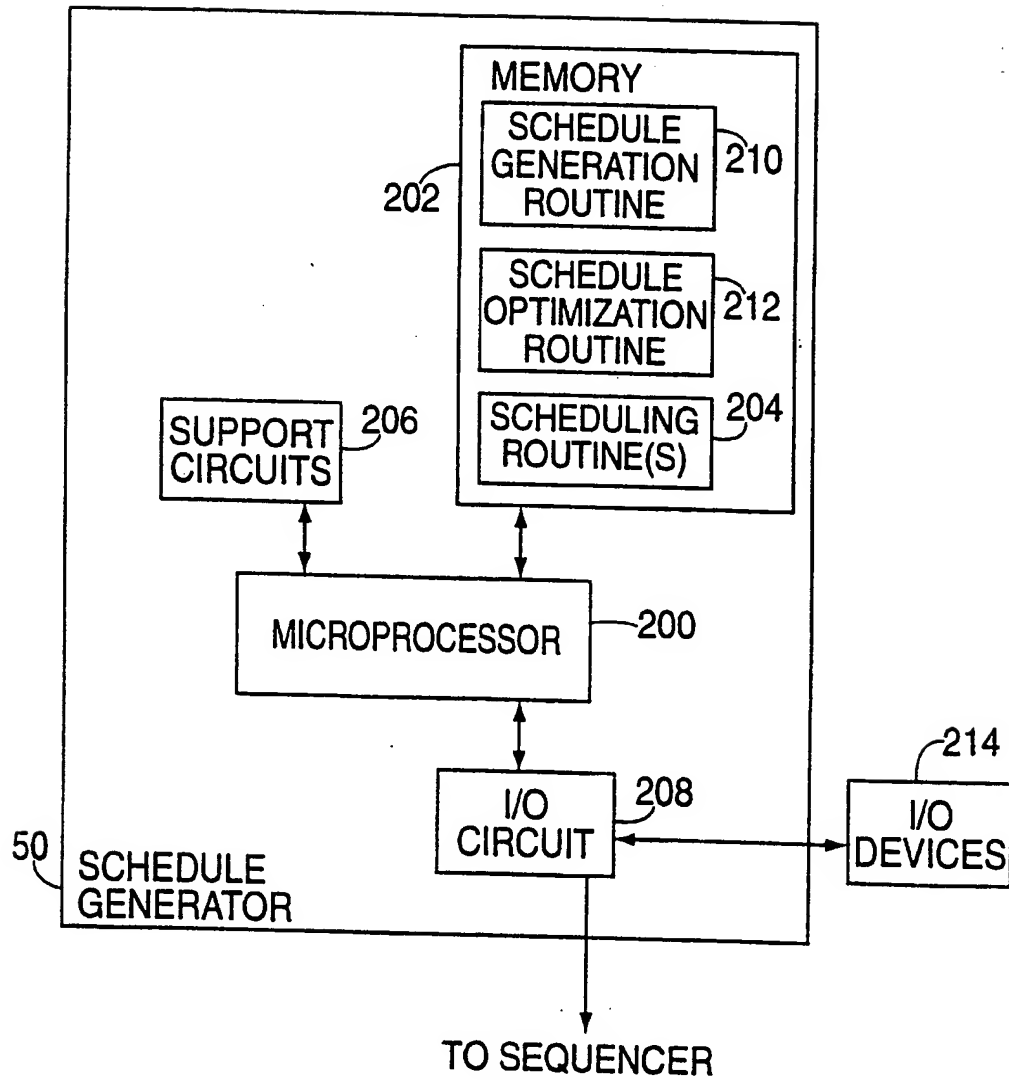 MEMORY
SCHEDULE
GENERATION
ROUTINE
210
202
SCHEDULE
OPTIMIZATION
ROUTINE
212
SCHEDULING
ROUTINE(S)
204
SUPPORT
CIRCUITS
206
MICROPROCESSOR
200
I/O
CIRCUIT
208
214
I/O
DEVICES
50
SCHEDULE
GENERATOR
TO SEQUENCER